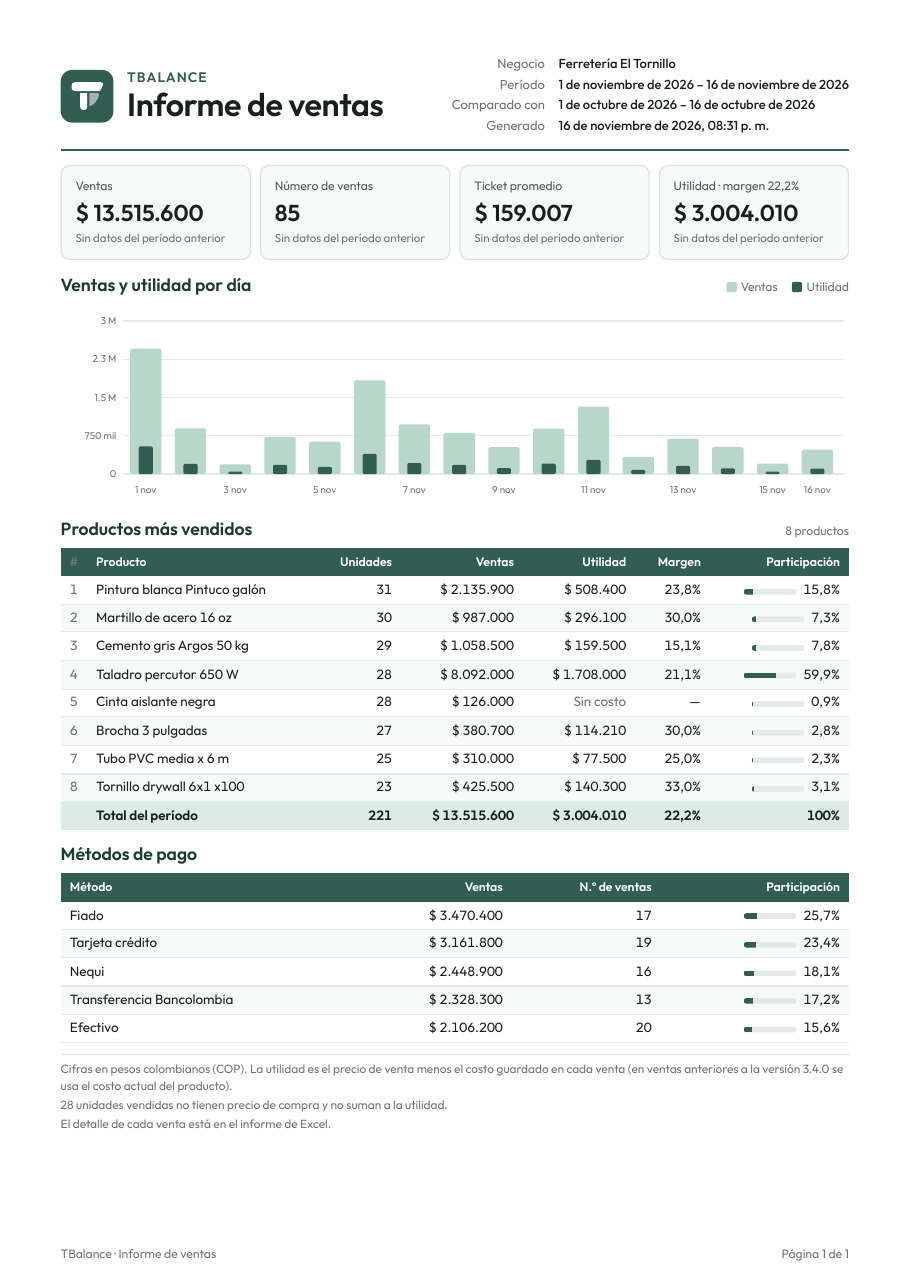 TBALANCE
Informe de ventas
Negocio Ferretería El Tornillo
Período 1 de noviembre de 2026 – 16 de noviembre de 2026
Comparado con 1 de octubre de 2026 – 16 de octubre de 2026
Generado 16 de noviembre de 2026, 08:31 p. m.
Ventas
$ 13.515.600
Sin datos del período anterior
Número de ventas
85
Sin datos del período anterior
Ticket promedio
$ 159.007
Sin datos del período anterior
Utilidad · margen 22,2%
$ 3.004.010
Sin datos del período anterior
Ventas y utilidad por día
Ventas Utilidad
3 M
2.3 M
1.5 M
750 mil
0
1 nov 3 nov 5 nov 7 nov 9 nov 11 nov 13 nov 15 nov 16 nov
Productos más vendidos
8 productos
# Producto Unidades Ventas Utilidad Margen Participación
1 Pintura blanca Pintuco galón 31 $ 2.135.900 $ 508.400 23,8% 15,8%
2 Martillo de acero 16 oz 30 $ 987.000 $ 296.100 30,0% 7,3%
3 Cemento gris Argos 50 kg 29 $ 1.058.500 $ 159.500 15,1% 7,8%
4 Taladro percutor 650 W 28 $ 8.092.000 $ 1.708.000 21,1% 59,9%
5 Cinta aislante negra 28 $ 126.000 Sin costo — 0,9%
6 Brocha 3 pulgadas 27 $ 380.700 $ 114.210 30,0% 2,8%
7 Tubo PVC media x 6 m 25 $ 310.000 $ 77.500 25,0% 2,3%
8 Tornillo drywall 6x1 x100 23 $ 425.500 $ 140.300 33,0% 3,1%
Total del período 221 $ 13.515.600 $ 3.004.010 22,2% 100%
Métodos de pago
Método Ventas N.º de ventas Participación
Fiado $ 3.470.400 17 25,7%
Tarjeta crédito $ 3.161.800 19 23,4%
Nequi $ 2.448.900 16 18,1%
Transferencia Bancolombia $ 2.328.300 13 17,2%
Efectivo $ 2.106.200 20 15,6%
Cifras en pesos colombianos (COP). La utilidad es el precio de venta menos el costo guardado en cada venta (en ventas anteriores a la versión 3.4.0 se
usa el costo actual del producto).
28 unidades vendidas no tienen precio de compra y no suman a la utilidad.
El detalle de cada venta está en el informe de Excel.
TBalance · Informe de ventas
Página 1 de 1